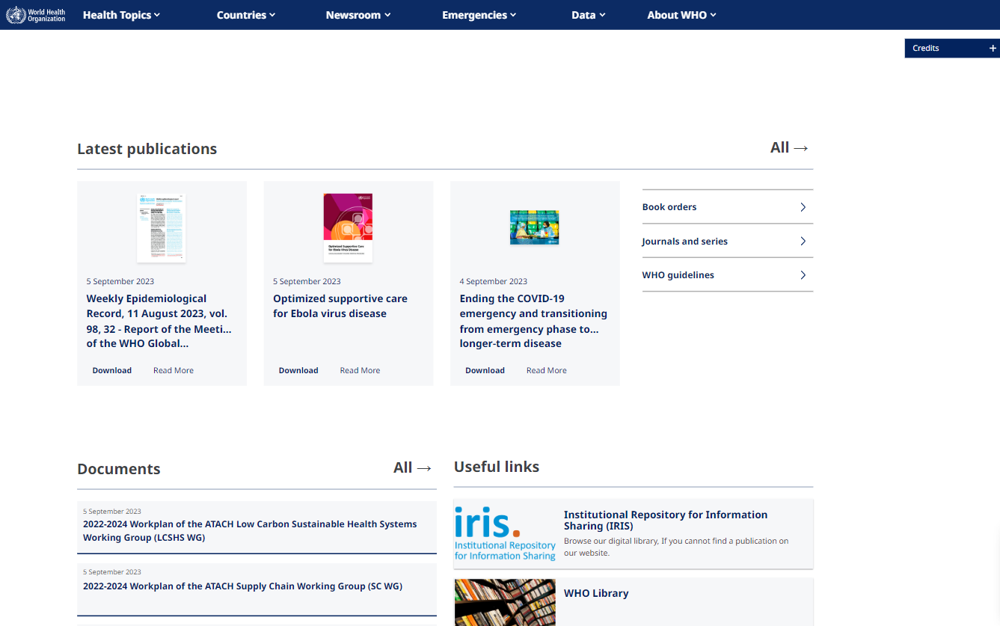 World Health
Organization
Health Topics
Countries
Newsroom
Emergencies
Data
About WHO
Credits
+
Latest publications
All →
5 September 2023
Weekly Epidemiological
Record, 11 August 2023, vol.
98, 32 - Report of the Meeti...
of the WHO Global...
Download
Read More
Optimized Supportive Care
for Ebola Virus Disease
5 September 2023
Optimized supportive care
for Ebola virus disease
Download
Read More
4 September 2023
Ending the COVID-19
emergency and transitioning
from emergency phase to...
longer-term disease
Download
Read More
Book orders
Journals and series
WHO guidelines
Documents
All →
5 September 2023
2022-2024 Workplan of the ATACH Low Carbon Sustainable Health Systems
Working Group (LCSHS WG)
5 September 2023
2022-2024 Workplan of the ATACH Supply Chain Working Group (SC WG)
Useful links
iris.
Institutional Repository
for Information Sharing
Institutional Repository for Information
Sharing (IRIS)
Browse our digital library, If you cannot find a publication on
our website.
WHO Library